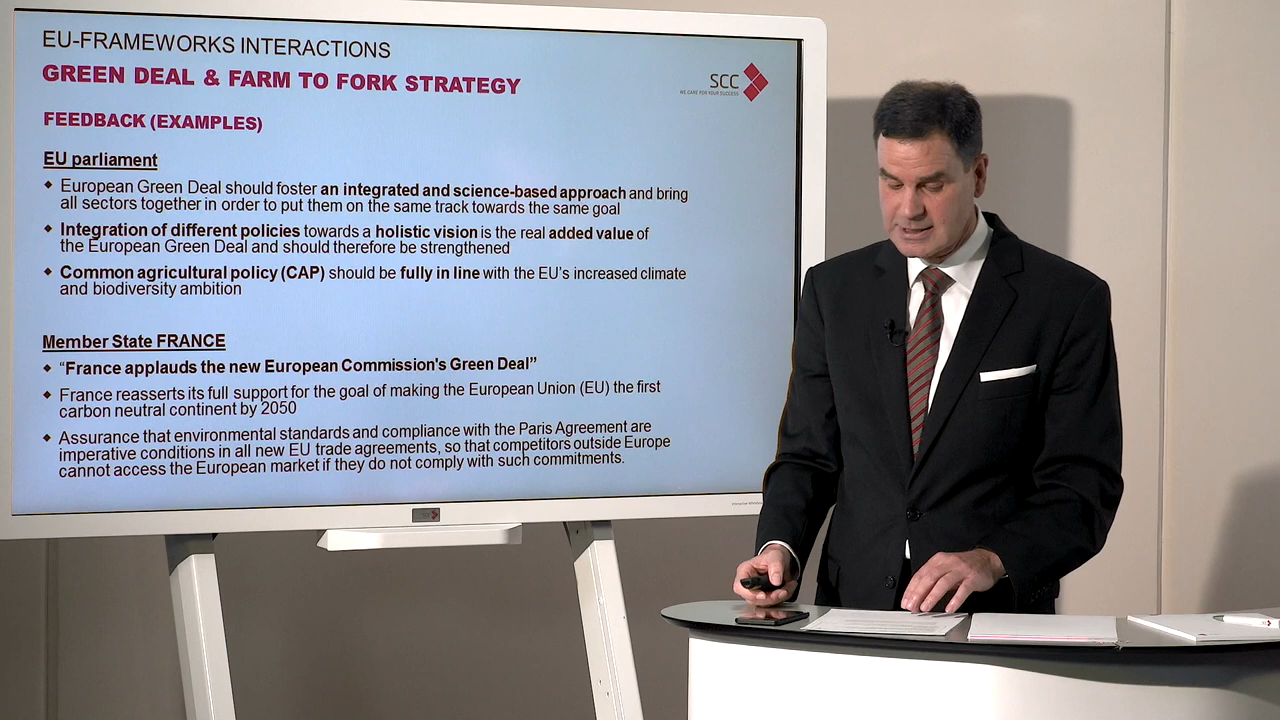 EU-FRAMEWORKS INTERACTIONS
GREEN DEAL & FARM TO FORK STRATEGY
SCC
WE CARE FOR YOUR SUCCESS
FEEDBACK (EXAMPLES)
EU parliament
European Green Deal should foster an integrated and science-based approach and bring
all sectors together in order to put them on the same track towards the same goal
Integration of different policies towards a holistic vision is the real added value of
the European Green Deal and should therefore be strengthened
Common agricultural policy (CAP) should be fully in line with the EU's increased climate
and biodiversity ambition
Member State FRANCE
“France applauds the new European Commission's Green Deal”
France reasserts its full support for the goal of making the European Union (EU) the first
carbon neutral continent by 2050
Assurance that environmental standards and compliance with the Paris Agreement are
imperative conditions in all new EU trade agreements, so that competitors outside Europe
cannot access the European market if they do not comply with such commitments.